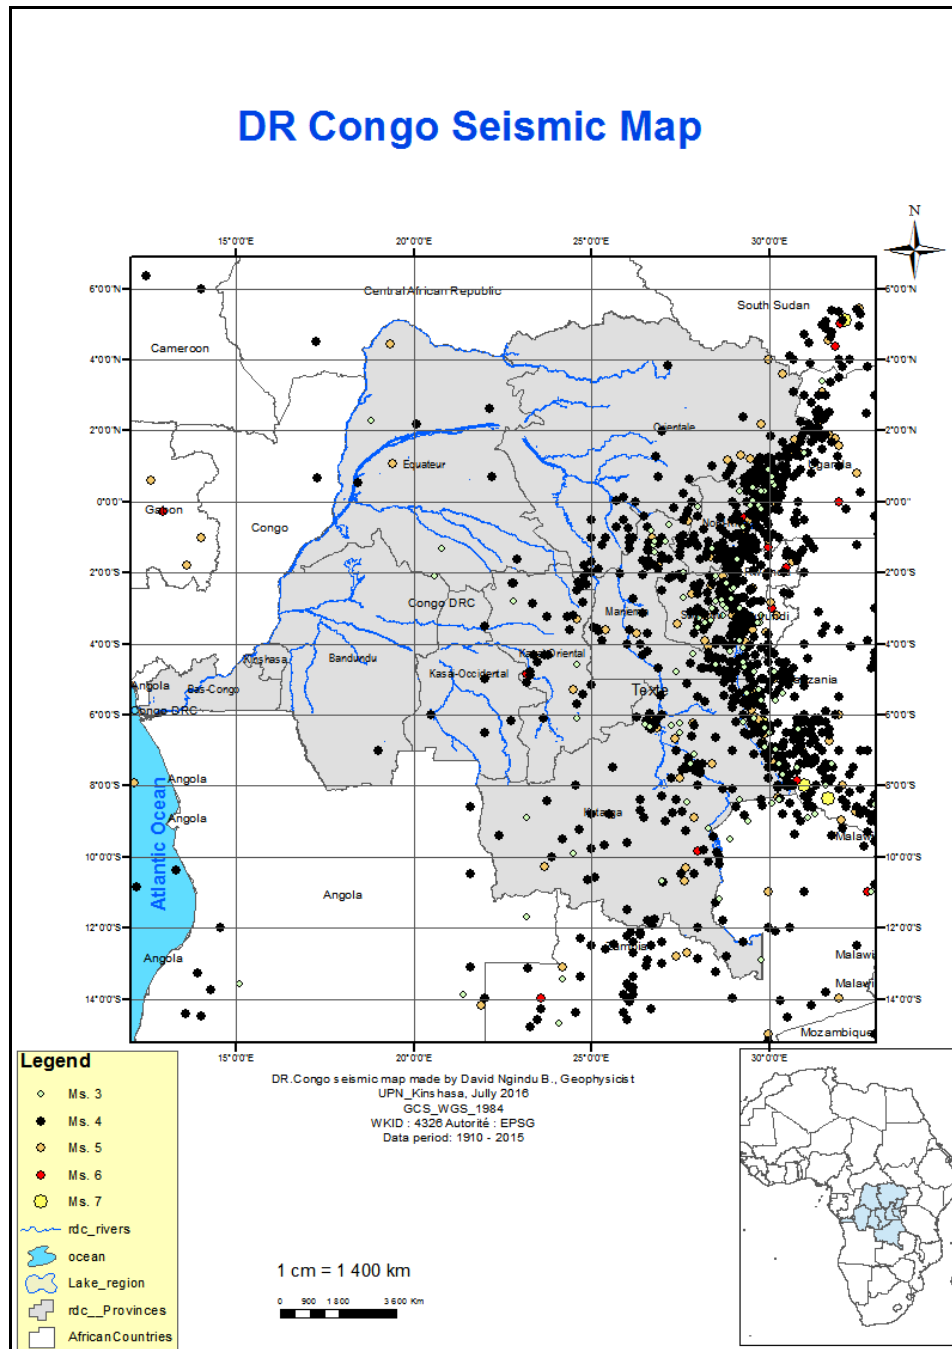 DR Congo Seismic Map
N
15°0'0"E 20°0'0"E 25°0'0"E 30°0'0"E
6°0'0"N 6°0'0"N
Central African Republic
South Sudan
Cameroon
4°0'0"N 4°0'0"N
2°0'0"N 2°0'0"N
Orientale
Equateur
Uganda
0°0'0" 0°0'0"
Gabon
Congo
2°0'0"S 2°0'0"S
Congo DRC
Maniema
4°0'0"S 4°0'0"S
Kinshasa
Bandundu
Kasai-Oriental
Kasaï-Occidental
Angola
Bas-Congo
Texte
Tanzania
Congo DRC
6°0'0"S 6°0'0"S
Angola
8°0'0"S 8°0'0"S
Atlantic Ocean
Angola
Katanga
Malawi
10°0'0"S 10°0'0"S
Angola
12°0'0"S 12°0'0"S
Zambia
Angola
Malawi
Malawi
14°0'0"S 14°0'0"S
Mozambique
15°0'0"E 20°0'0"E 25°0'0"E 30°0'0"E
Legend
Ms. 3
Ms. 4
Ms. 5
Ms. 6
Ms. 7
rdc_rivers
ocean
Lake_region
rdc__Provinces
AfricanCountries
DR.Congo seismic map made by David Ngindu B., Geophysicist
UPN_Kinshasa, Jully 2016
GCS_WGS_1984
WKID : 4326 Autorité : EPSG
Data period: 1910 - 2015
1 cm = 1 400 km
0 900 1 800 3 600 Km